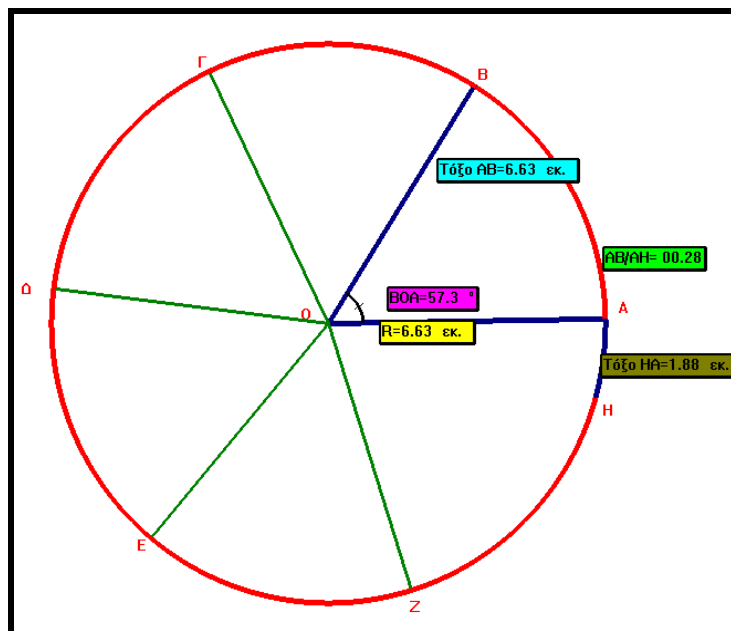 Γ
Β
Τόξο ΑΒ=6.63 εκ.
ΑΒ/ΑΗ= 00.28
Δ
ΒΟΑ=57.3 °
Ο
Α
R=6.63 εκ.
Τόξο ΗΑ=1.88 εκ.
Η
Ε
Ζ